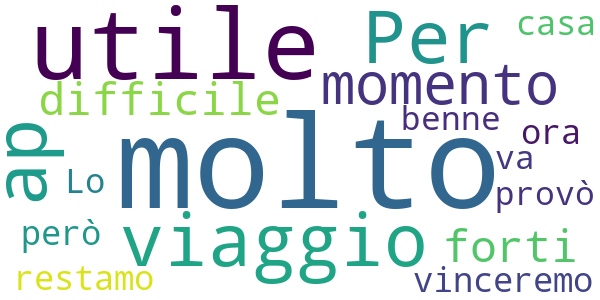 utile
Per
casa
momento
difficile
benne
ora
ap
molto
va
Lo
provò
però
viaggio
forti
restamo
vinceremo